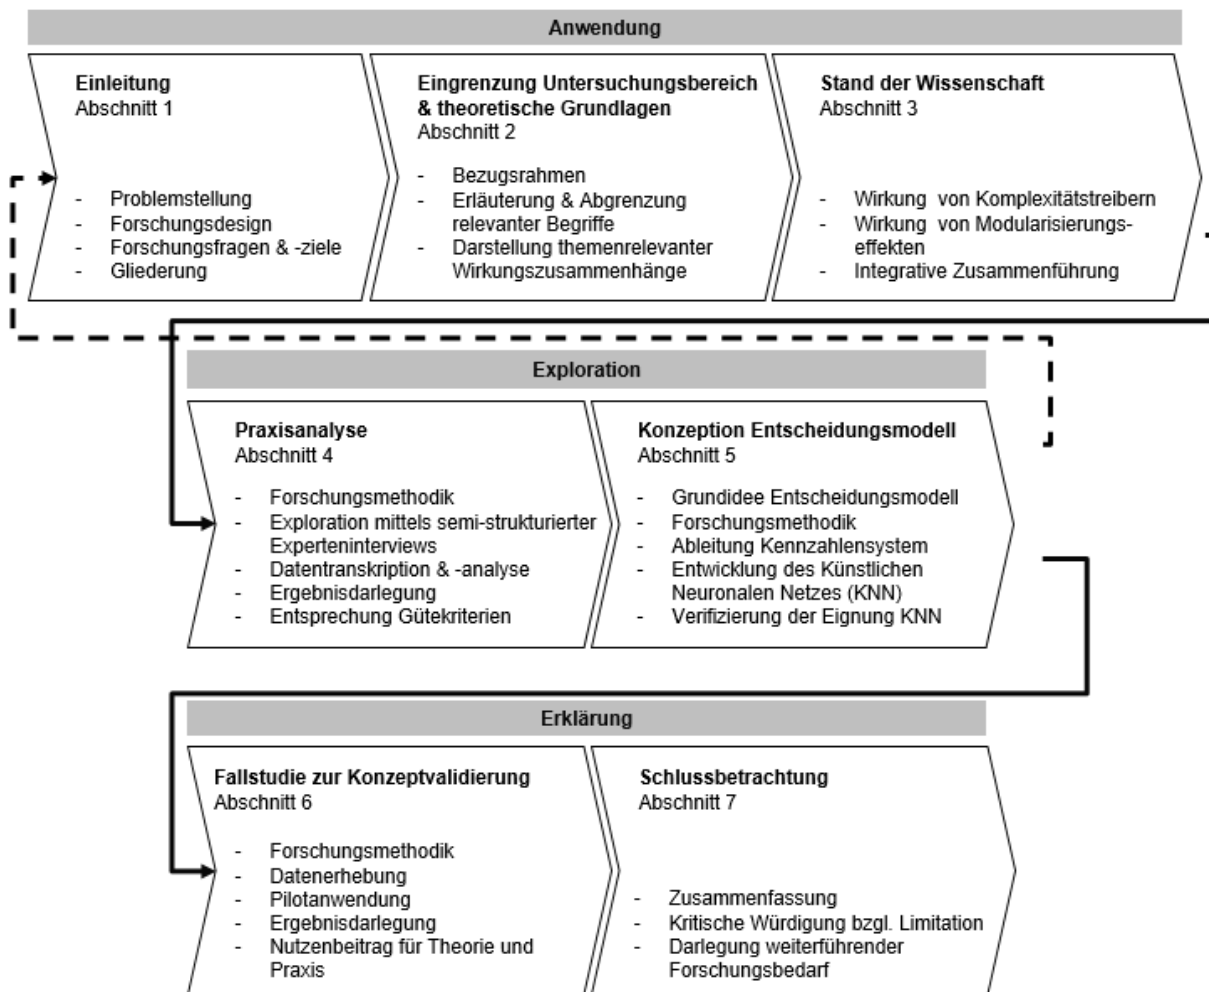 Anwendung
Einleitung
Abschnitt 1
- Problemstellung
- Forschungsdesign
- Forschungsfragen & -ziele
- Gliederung
Eingrenzung Untersuchungsbereich
& theoretische Grundlagen
Abschnitt 2
- Bezugsrahmen
- Erläuterung & Abgrenzung
relevanter Begriffe
- Darstellung themenrelevanter
Wirkungszusammenhänge
Stand der Wissenschaft
Abschnitt 3
- Wirkung von Komplexitätstreibern
- Wirkung von Modularisierungs-
effekten
- Integrative Zusammenführung
Exploration
Praxisanalyse
Abschnitt 4
- Forschungsmethodik
- Exploration mittels semi-strukturierter
Experteninterviews
- Datentranskription & -analyse
- Ergebnisdarlegung
- Entsprechung Gütekriterien
Konzeption Entscheidungsmodell
Abschnitt 5
- Grundidee Entscheidungsmodell
- Forschungsmethodik
- Ableitung Kennzahlensystem
- Entwicklung des Künstlichen
Neuronalen Netzes (KNN)
- Verifizierung der Eignung KNN
Erklärung
Fallstudie zur Konzeptvalidierung
Abschnitt 6
- Forschungsmethodik
- Datenerhebung
- Pilotanwendung
- Ergebnisdarlegung
- Nutzenbeitrag für Theorie und
Praxis
Schlussbetrachtung
Abschnitt 7
- Zusammenfassung
- Kritische Würdigung bzgl. Limitation
- Darlegung weiterführender
Forschungsbedarf